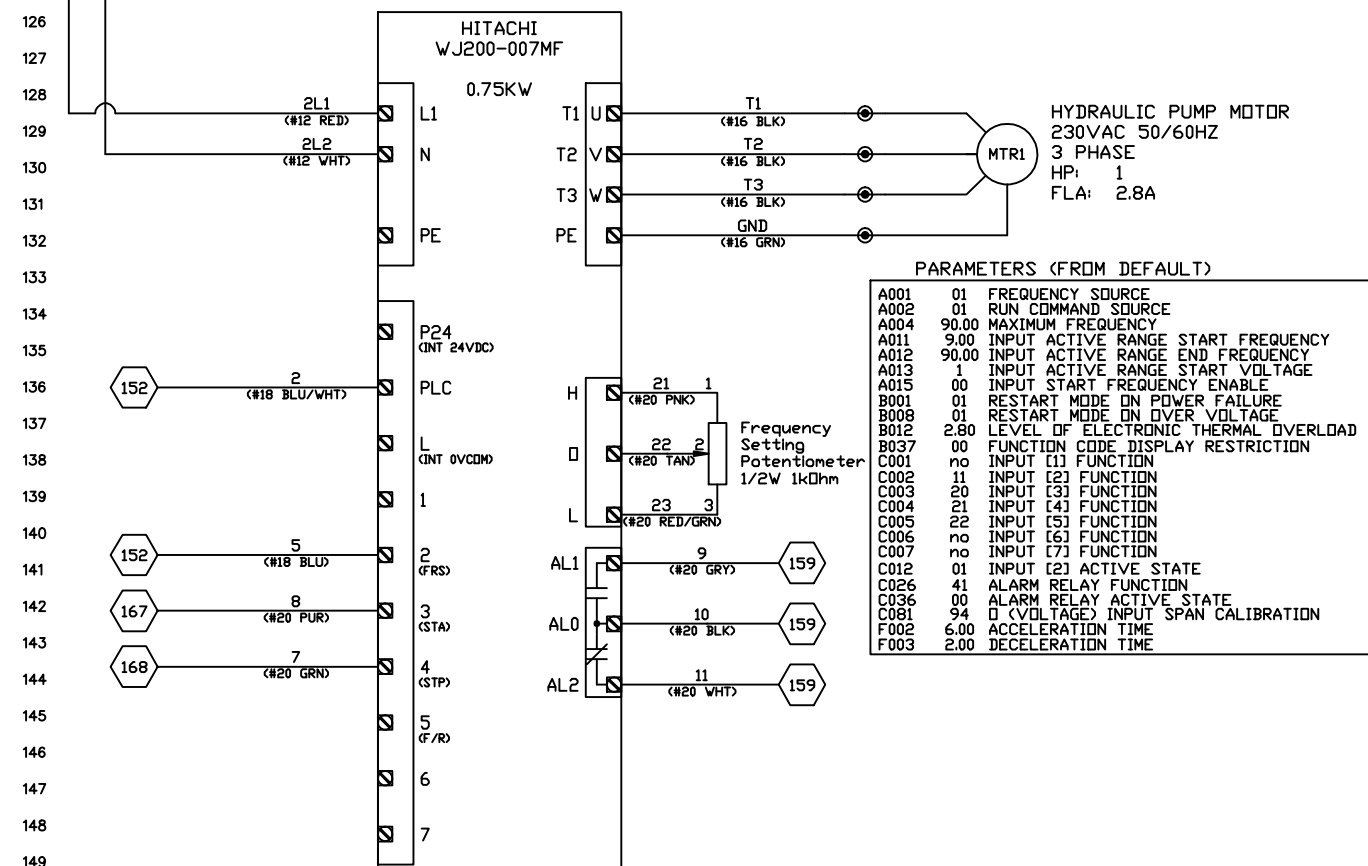 126
127
128
129
130
131
132
133
134
135
136
137
138
139
140
141
142
143
144
145
146
147
148
149
HITACHI
WJ200-007MF
0.75KW
2L1
(#12 RED)
2L2
(#12 WHT)
L1
N
PE
T1 U
T2 V
T3 W
PE
T1
(#16 BLK)
T2
(#16 BLK)
T3
(#16 BLK)
GND
(#16 GRN)
MTR1
HYDRAULIC PUMP MOTOR
230VAC 50/60HZ
3 PHASE
HP: 1
FLA: 2.8A
P24
(INT 24VDC)
152
2
(#18 BLU/WHT)
PLC
L
(INT 0VCOM)
1
152
5
(#18 BLU)
2
(FRS)
167
8
(#20 PUR)
3
(STA)
168
7
(#20 GRN)
4
(STP)
5
(F/R)
6
7
H
21 1
(#20 PNK)
O
22 2
(#20 TAN)
L
23 3
(#20 RED/GRN)
Frequency
Setting
Potentiometer
1/2W 1kOhm
AL1
9
(#20 GRY)
159
AL0
10
(#20 BLK)
159
AL2
11
(#20 WHT)
159
PARAMETERS (FROM DEFAULT)
A001 01 FREQUENCY SOURCE
A002 01 RUN COMMAND SOURCE
A004 90.00 MAXIMUM FREQUENCY
A011 9.00 INPUT ACTIVE RANGE START FREQUENCY
A012 90.00 INPUT ACTIVE RANGE END FREQUENCY
A013 1 INPUT ACTIVE RANGE START VOLTAGE
A015 00 INPUT START FREQUENCY ENABLE
B001 01 RESTART MODE ON POWER FAILURE
B008 01 RESTART MODE ON OVER VOLTAGE
B012 2.80 LEVEL OF ELECTRONIC THERMAL OVERLOAD
B037 00 FUNCTION CODE DISPLAY RESTRICTION
C001 no INPUT [1] FUNCTION
C002 11 INPUT [2] FUNCTION
C003 20 INPUT [3] FUNCTION
C004 21 INPUT [4] FUNCTION
C005 22 INPUT [5] FUNCTION
C006 no INPUT [6] FUNCTION
C007 no INPUT [7] FUNCTION
C012 01 INPUT [2] ACTIVE STATE
C026 41 ALARM RELAY FUNCTION
C036 00 ALARM RELAY ACTIVE STATE
C081 94 O (VOLTAGE) INPUT SPAN CALIBRATION
F002 6.00 ACCELERATION TIME
F003 2.00 DECELERATION TIME